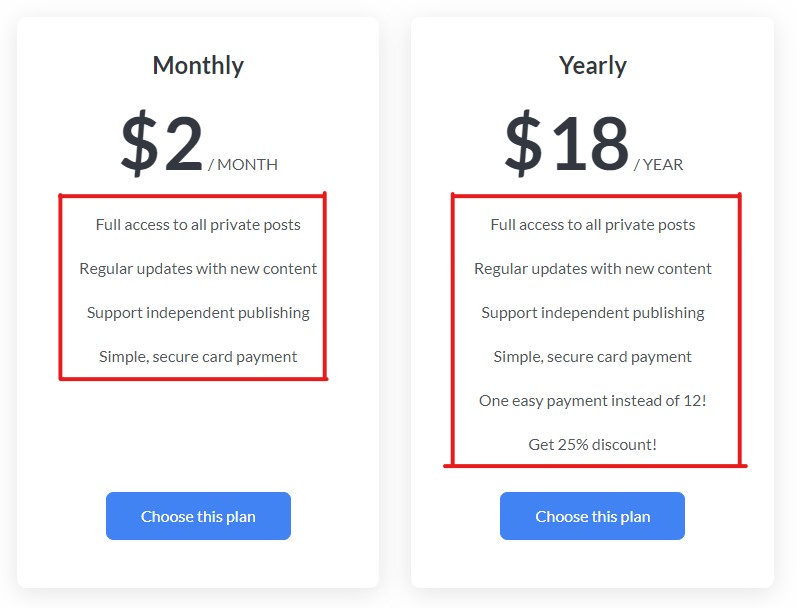 Monthly
$2 / MONTH
Full access to all private posts
Regular updates with new content
Support independent publishing
Simple, secure card payment
Choose this plan
Yearly
$18 / YEAR
Full access to all private posts
Regular updates with new content
Support independent publishing
Simple, secure card payment
One easy payment instead of 12!
Get 25% discount!
Choose this plan